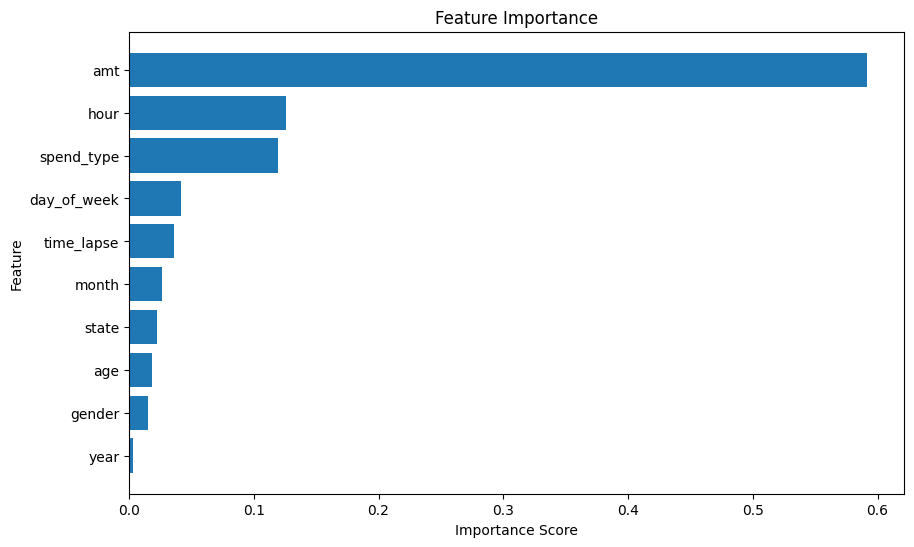 Feature Importance
amt
hour
spend_type
day_of_week
time_lapse
month
state
age
gender
year
Feature
0.0 0.1 0.2 0.3 0.4 0.5 0.6
Importance Score